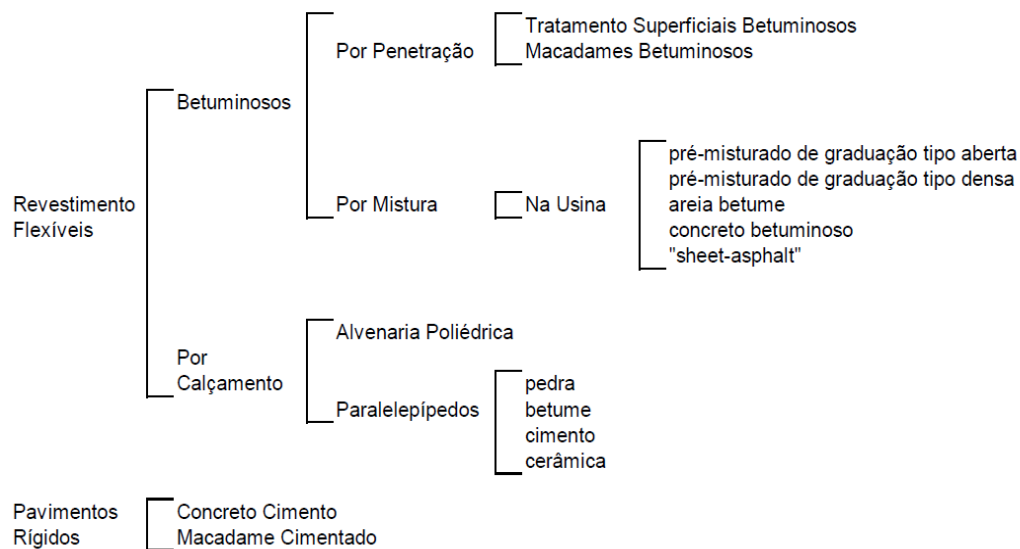 Revestimento
Flexíveis
Betuminosos
Por Penetração
Tratamento Superficiais Betuminosos
Macadames Betuminosos
Por Mistura
Na Usina
pré-misturado de graduação tipo aberta
pré-misturado de graduação tipo densa
areia betume
concreto betuminoso
"sheet-asphalt"
Por
Calçamento
Alvenaria Poliédrica
Paralelepípedos
pedra
betume
cimento
cerâmica
Pavimentos
Rígidos
Concreto Cimento
Macadame Cimentado